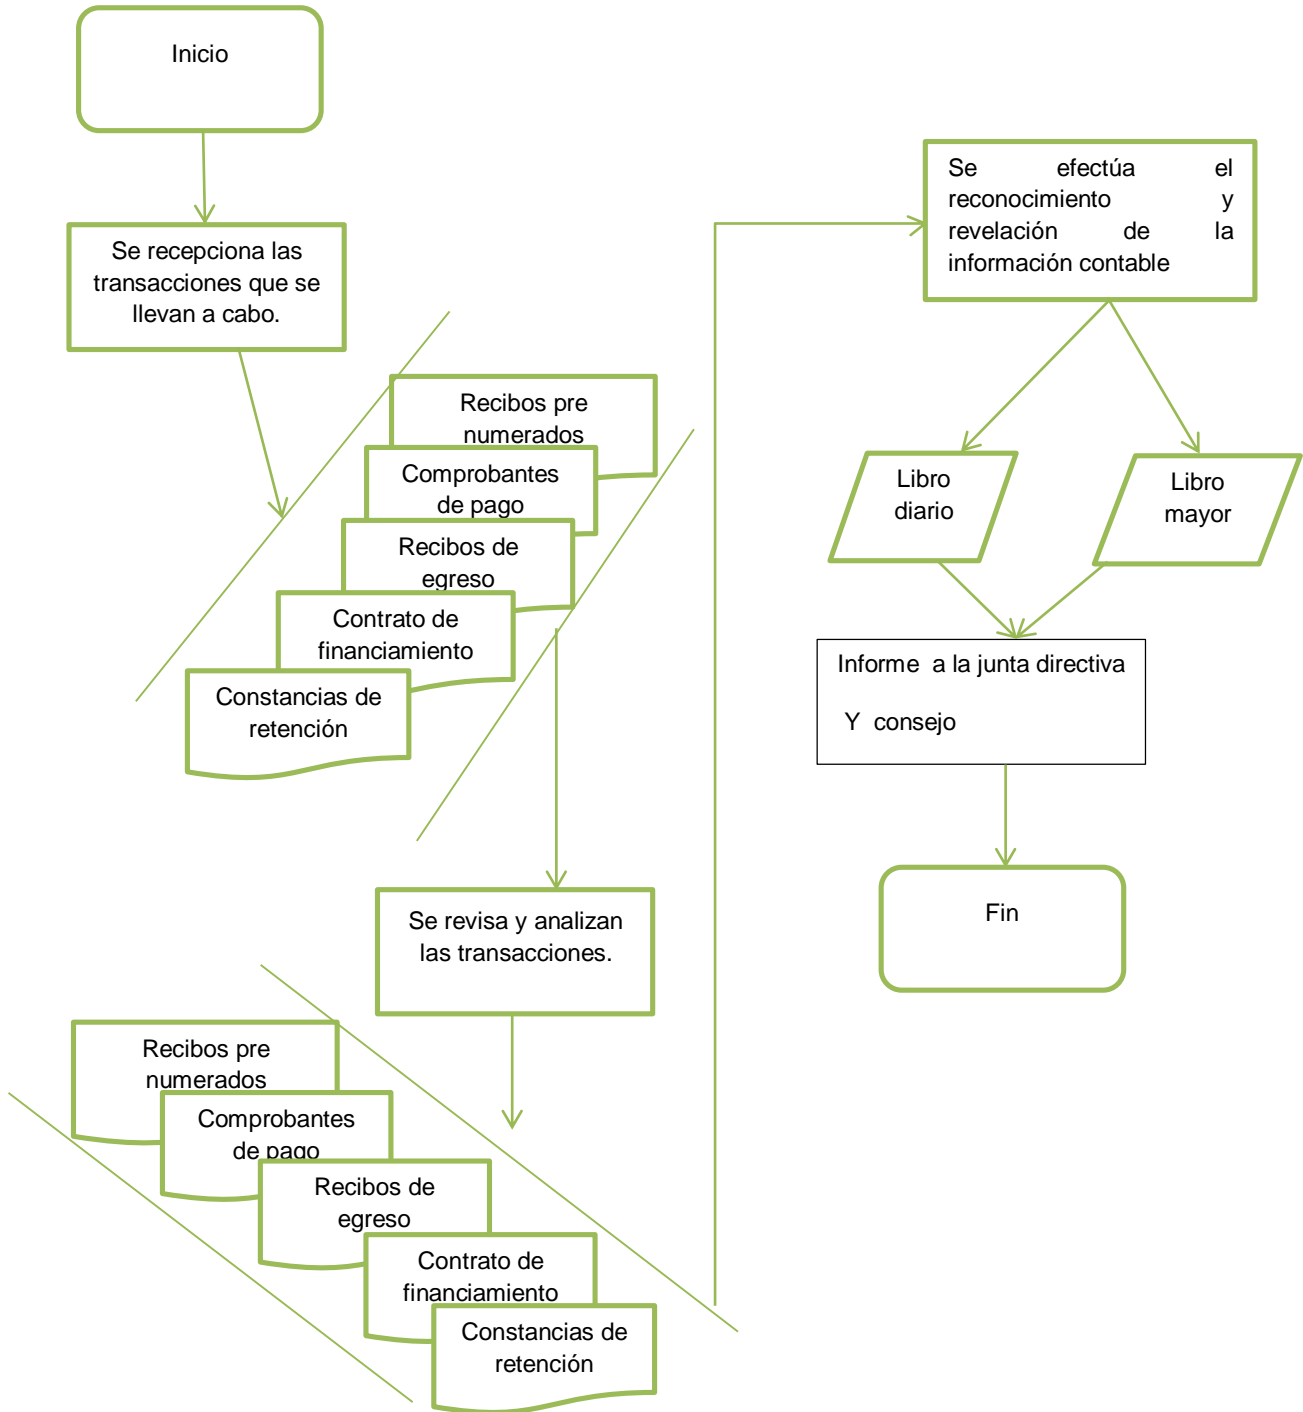 Inicio
Se recepciona las
transacciones que se
llevan a cabo.
Recibos pre
numerados
Comprobantes
de pago
Recibos de
egreso
Contrato de
financiamiento
Constancias de
retención
Se revisa y analizan
las transacciones.
Recibos pre
numerados
Comprobantes
de pago
Recibos de
egreso
Contrato de
financiamiento
Constancias de
retención
Se efectúa el
reconocimiento y
revelación de la
información contable
Libro
diario
Libro
mayor
Informe a la junta directiva
Y consejo
Fin